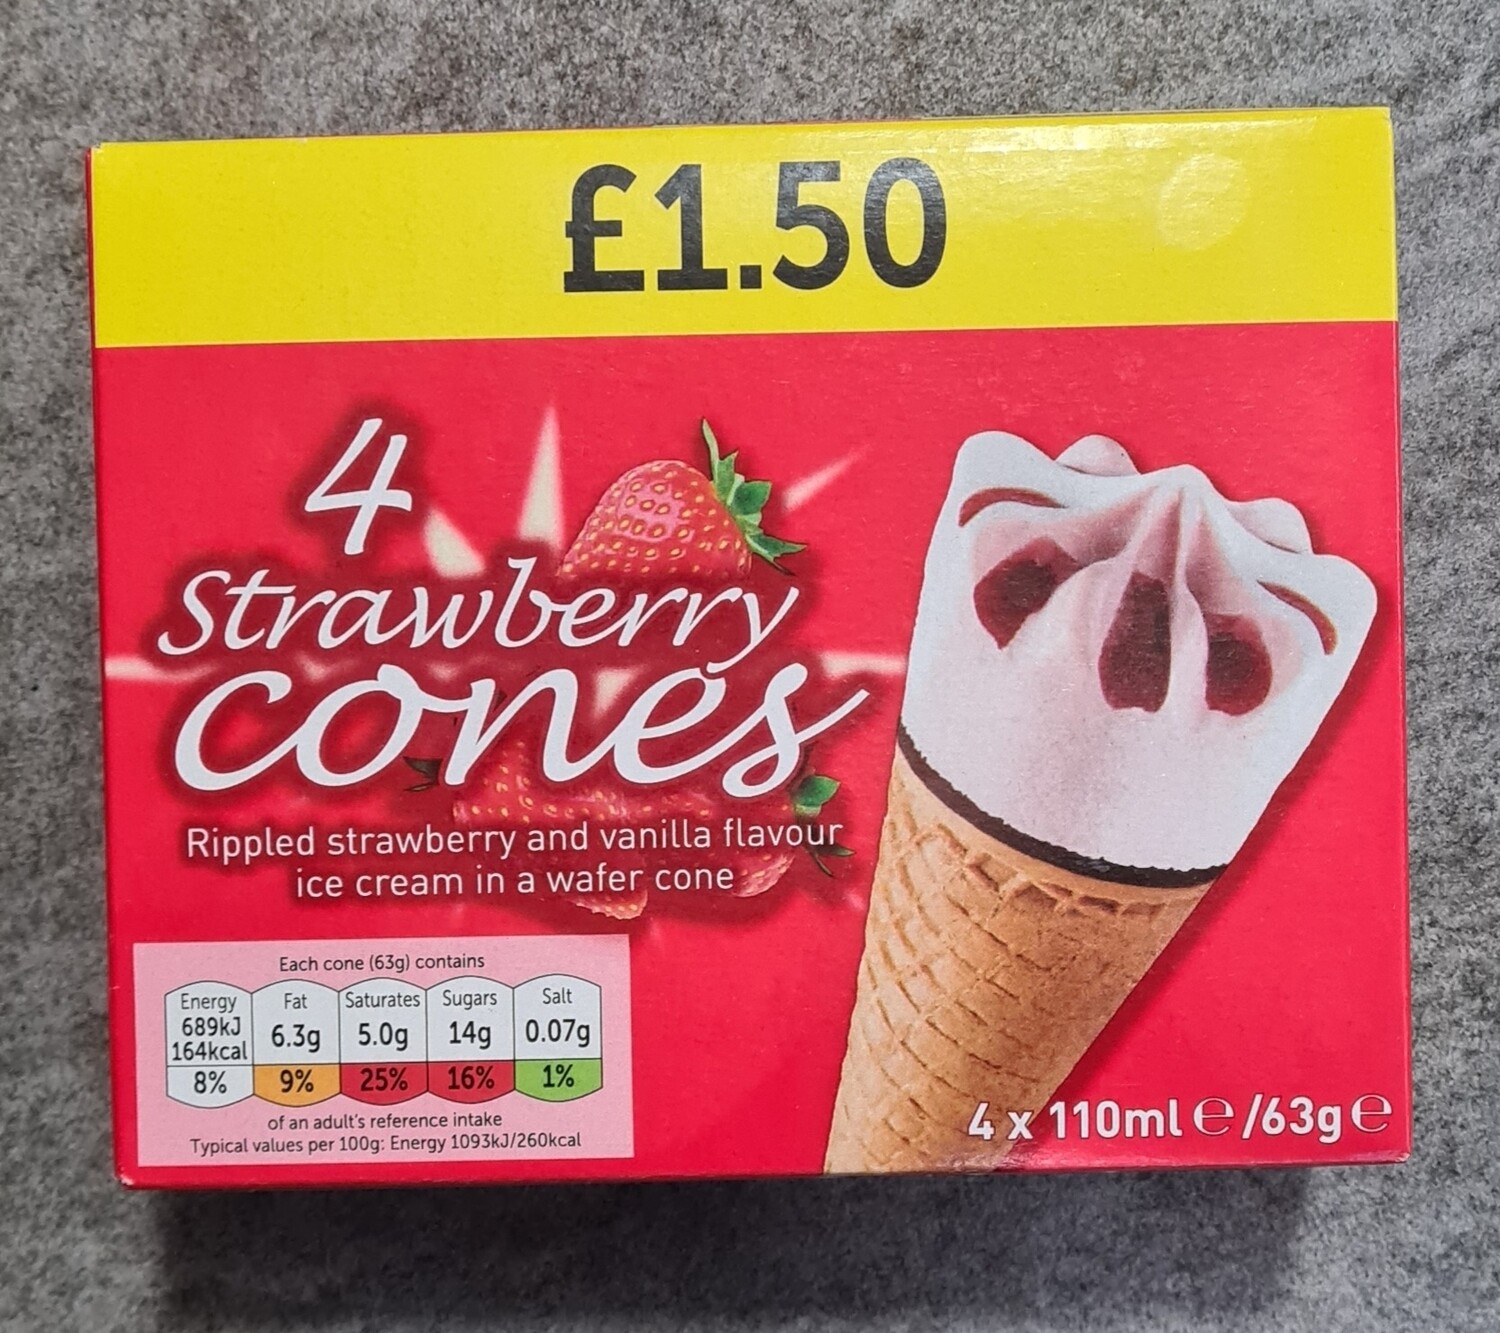 £1.50
4
Strawberry
cones
Rippled strawberry and vanilla flavour
ice cream in a wafer cone
Each cone (63g) contains
Energy Fat Saturates Sugars Salt
689kJ
164kcal 6.3g 5.0g 14g 0.07g
8% 9% 25% 16% 1%
of an adult's reference intake
Typical values per 100g: Energy 1093kJ/260kcal
4 x 110ml ℮/63g℮